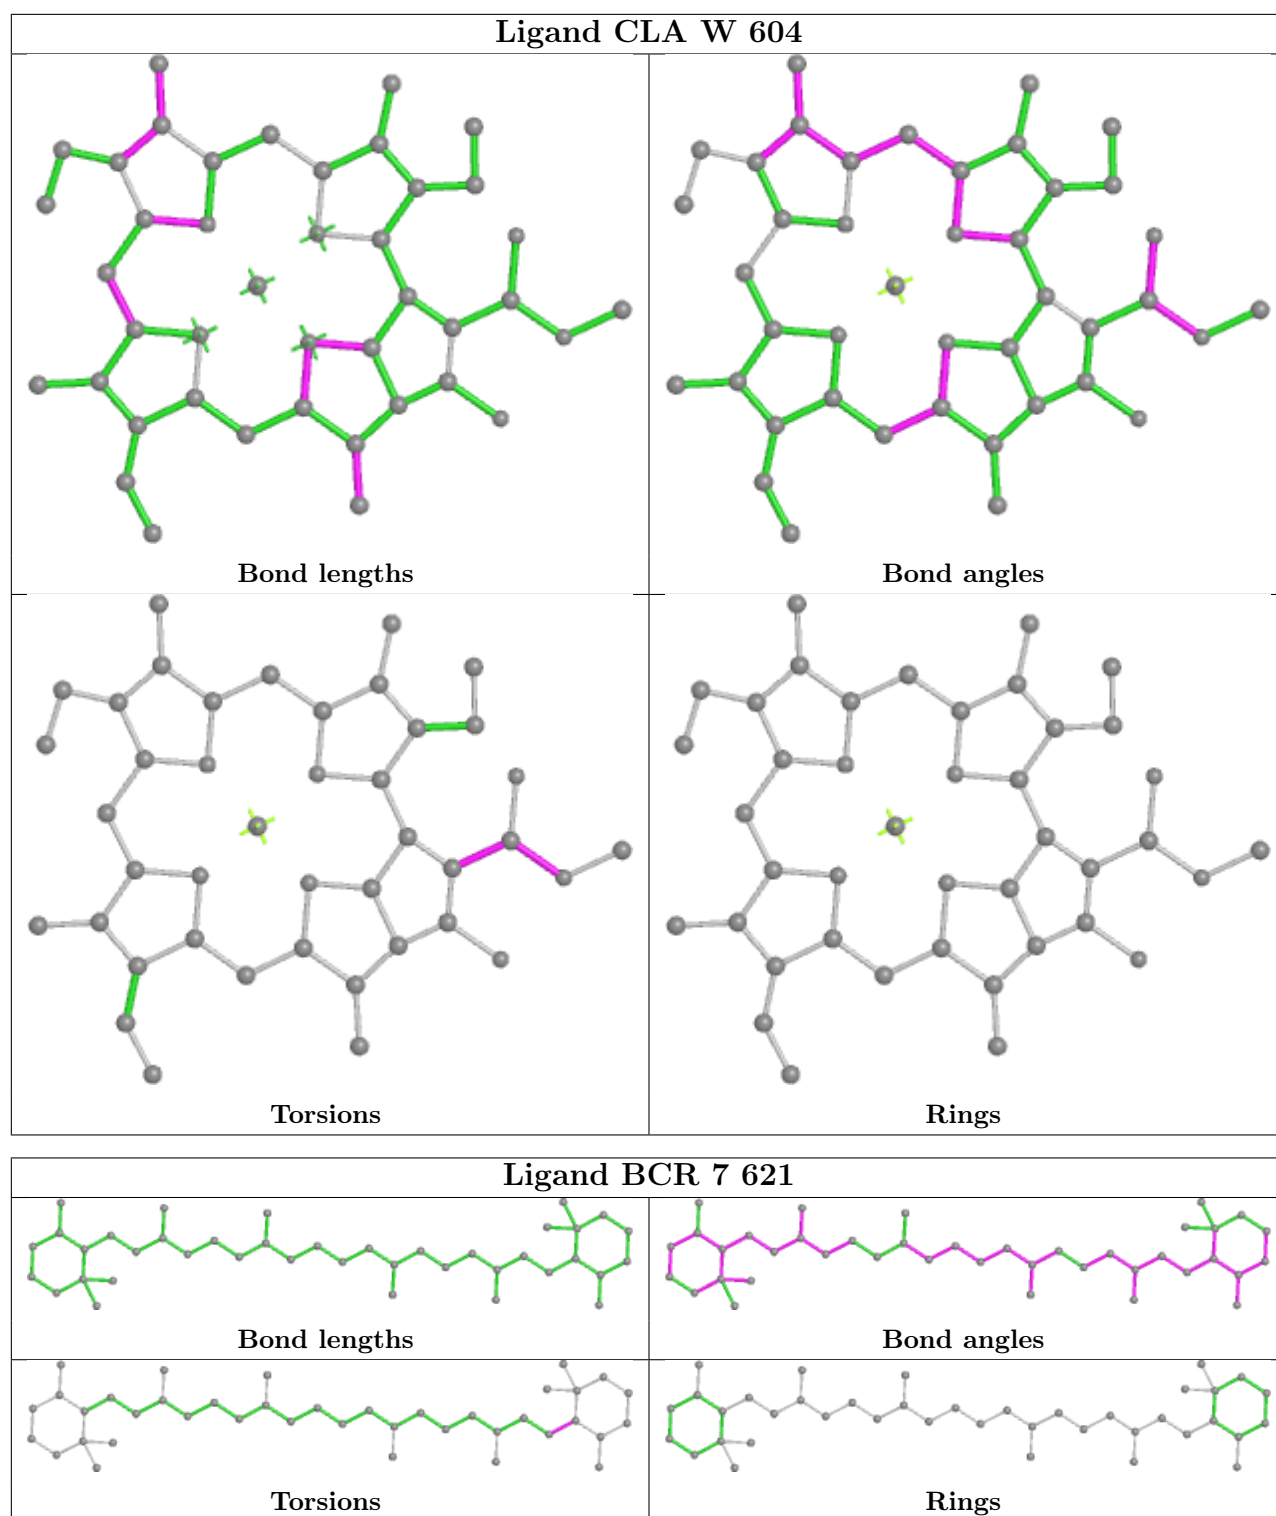 Ligand CLA W 604
Bond lengths
Bond angles
Torsions
Rings
Ligand BCR 7 621
Bond lengths
Bond angles
Torsions
Rings